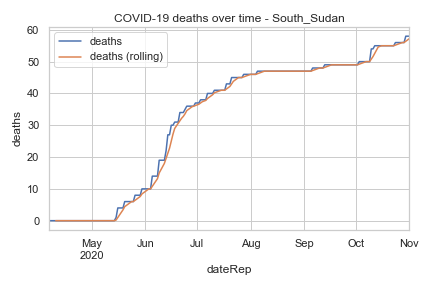 COVID-19 deaths over time - South_Sudan
deaths
deaths (rolling)
60
50
40
30
20
10
0
deaths
May Jun Jul Aug Sep Oct Nov
2020
dateRep